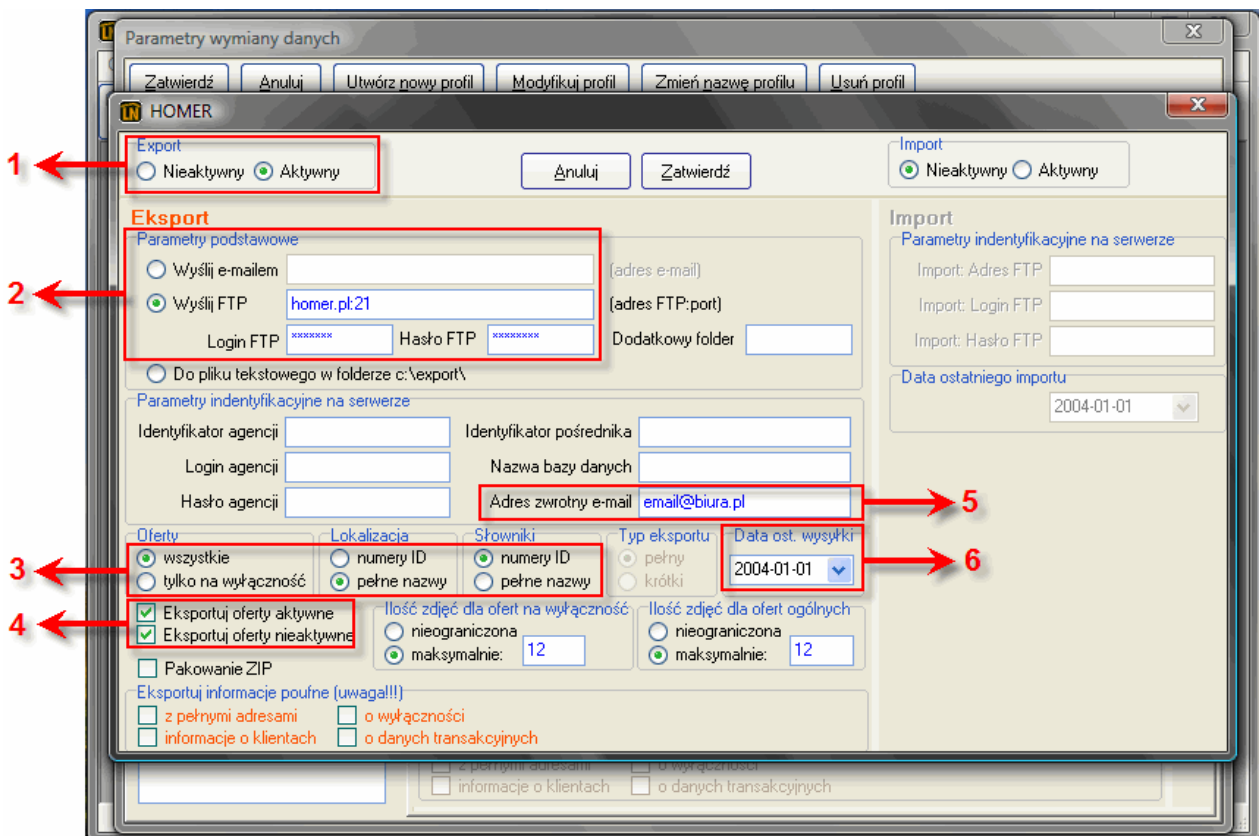 Parametry wymiany danych
Zatwierdź Anuluj Utwórz nowy profil Modyfikuj profil Zmień nazwę profilu Usuń profil
HOMER
Export Import
1 Nieaktywny Aktywny Anuluj Zatwierdź Nieaktywny Aktywny
Eksport Import
Parametry podstawowe Parametry indentyfikacyjne na serwerze
Wyślij e-mailem (adres e-mail) Import: Adres FTP
2 Wyślij FTP homer.pl:21 (adres FTP:port) Import: Login FTP
Login FTP ******* Hasło FTP ******** Dodatkowy folder Import: Hasło FTP
Do pliku tekstowego w folderze c:\export\ Data ostatniego importu
Parametry indentyfikacyjne na serwerze 2004-01-01
Identyfikator agencji Identyfikator pośrednika
Login agencji Nazwa bazy danych
Hasło agencji Adres zwrotny e-mail email@biura.pl 5
Oferty Lokalizacja Słowniki Typ eksportu Data ost. wysyłki
wszystkie numery ID numery ID pełny 2004-01-01 6
3 tylko na wyłączność pełne nazwy pełne nazwy krótki
Eksportuj oferty aktywne Ilość zdjęć dla ofert na wyłączność Ilość zdjęć dla ofert ogólnych
4 Eksportuj oferty nieaktywne nieograniczona nieograniczona
maksymalnie: 12 maksymalnie: 12
Pakowanie ZIP
Eksportuj informacje poufne (uwaga!!!)
z pełnymi adresami o wyłączności
informacje o klientach o danych transakcyjnych
z pełnymi adresami o wyłączności
informacje o klientach o danych transakcyjnych